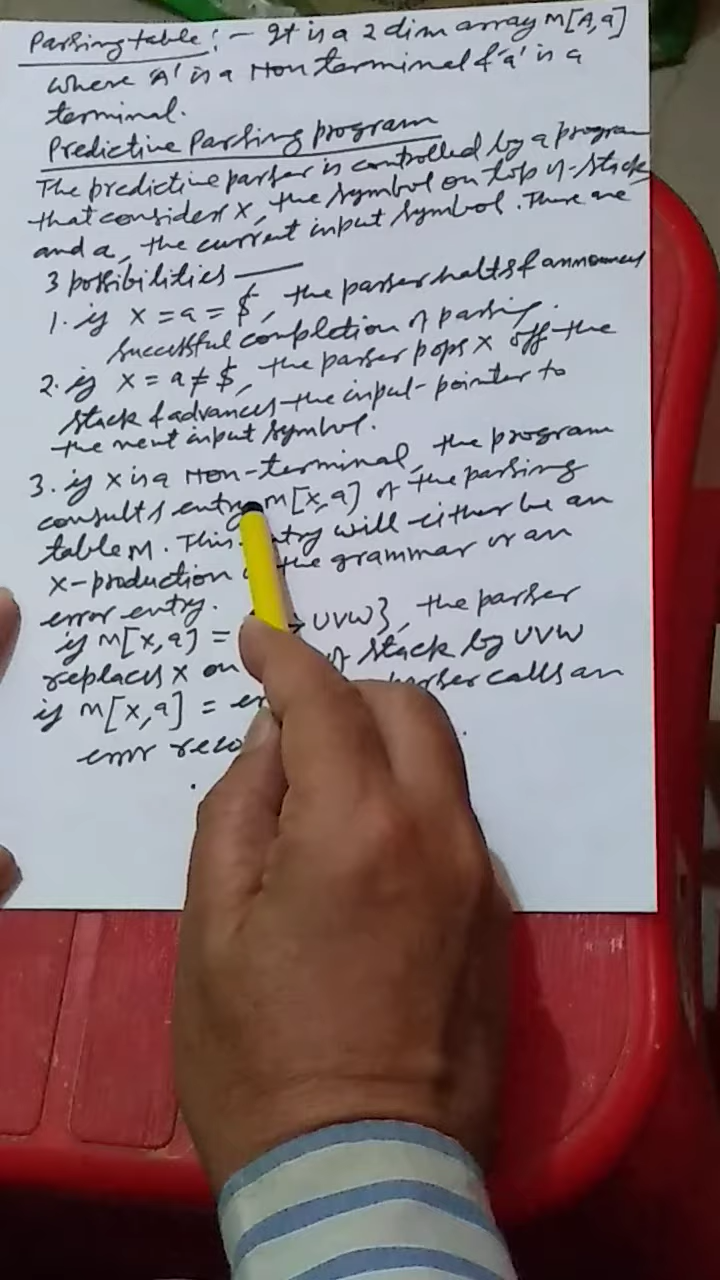 Parsing table :- It is a 2 dim array M[A,a]
where 'A' is a Non terminal & 'a' is a
terminal.
Predictive Parsing program
The predictive parser is controlled by a program
that considers X, the symbol on top of stack
and a, the current input symbol. There are
3 possibilities —
1. if X = a = $, the parser halts & announces
successful completion of parsing.
2. if X = a ≠ $, the parser pops X off the
stack & advances the input-pointer to
the next input symbol.
3. if X is a Non-terminal, the program
consults entry M[X,a] of the parsing
table M. This entry will either be an
X-production the grammar or an
error entry.
if M[X,a] = → UVW}, the parser
replaces X on of stack by UVW
if M[X,a] = parser calls an
error